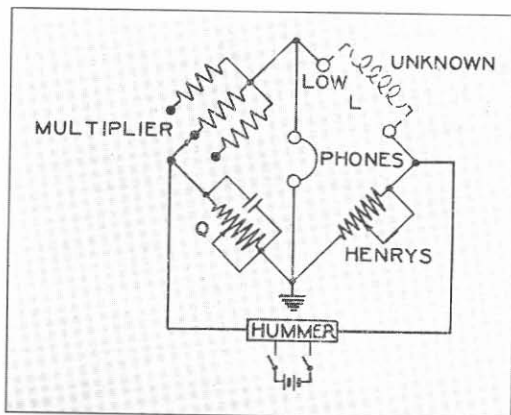 UNKNOWN
LOW
L
MULTIPLIER
PHONES
Q
HENRYS
HUMMER